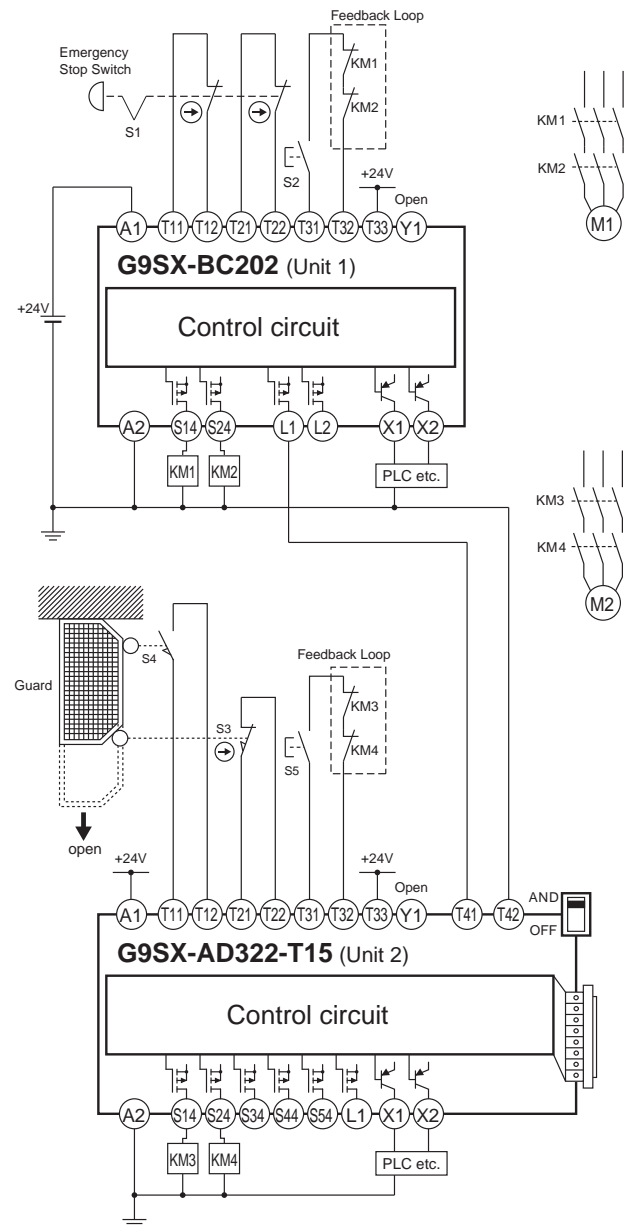 Feedback Loop
Emergency
Stop Switch
KM1
KM2
S1
S2
+24V
Open
A1 T11 T12 T21 T22 T31 T32 T33 Y1
G9SX-BC202 (Unit 1)
+24V
Control circuit
A2 S14 S24 L1 L2 X1 X2
KM1 KM2 PLC etc.
KM1
KM2
M1
KM3
KM4
M2
Feedback Loop
S4
Guard
KM3
S3
KM4
S5
open
+24V
+24V
Open
AND
A1 T11 T12 T21 T22 T31 T32 T33 Y1 T41 T42
OFF
G9SX-AD322-T15 (Unit 2)
Control circuit
A2 S14 S24 S34 S44 S54 L1 X1 X2
KM3 KM4 PLC etc.